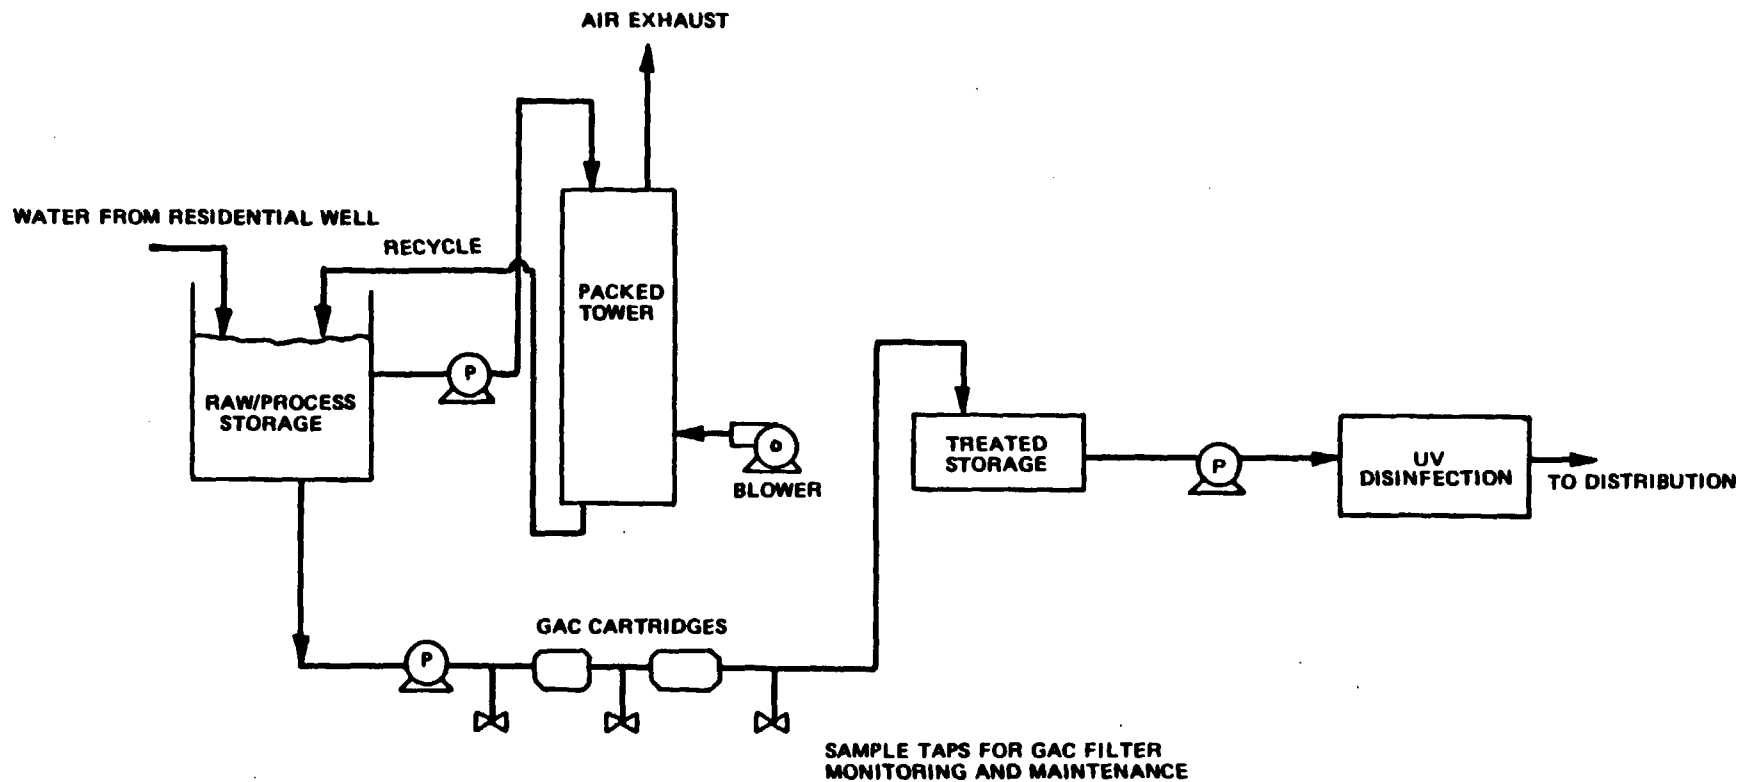 AIR EXHAUST
WATER FROM RESIDENTIAL WELL
RECYCLE
PACKED
TOWER
P
RAW/PROCESS
STORAGE
BLOWER
TREATED
STORAGE
P
UV
DISINFECTION
TO DISTRIBUTION
GAC CARTRIDGES
P
SAMPLE TAPS FOR GAC FILTER
MONITORING AND MAINTENANCE